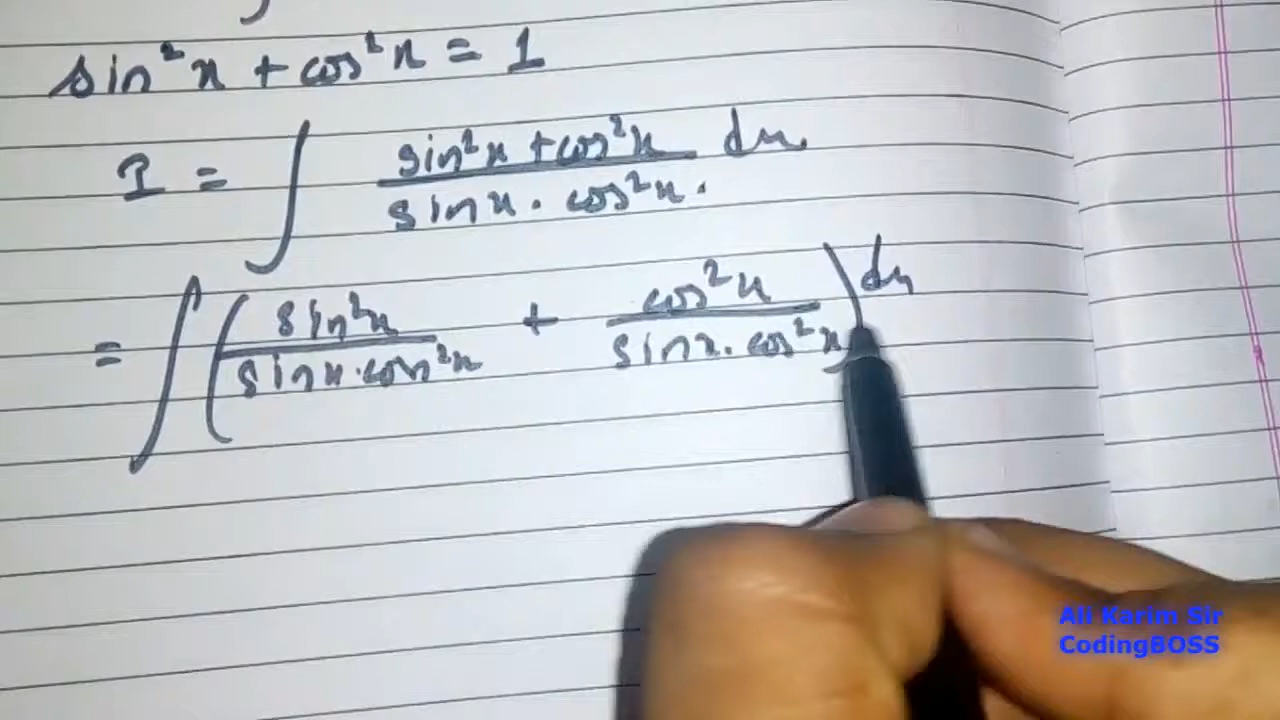 sin²x + cos²x = 1
I = ∫ (sin²x + cos²x)/(sinx · cos²x) dx
= ∫ ( sin²x/(sinx · cos²x) + cos²x/(sinx · cos²x) ) dx
Ali Karim Sir
CodingBOSS